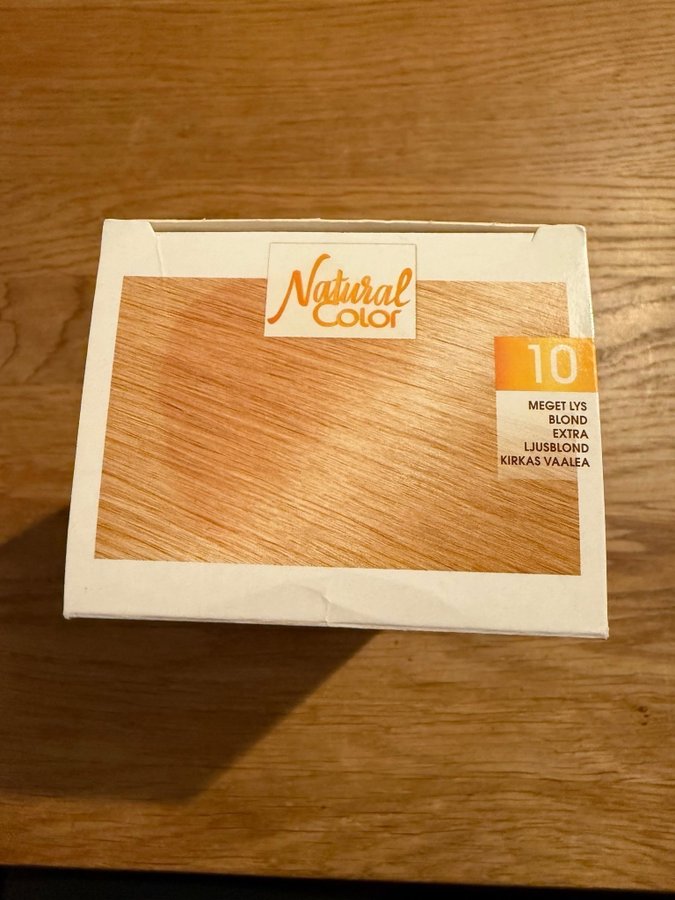 Natural
Color
10
MEGET LYS
BLOND
EXTRA
LJUSBLOND
KIRKAS VAALEA